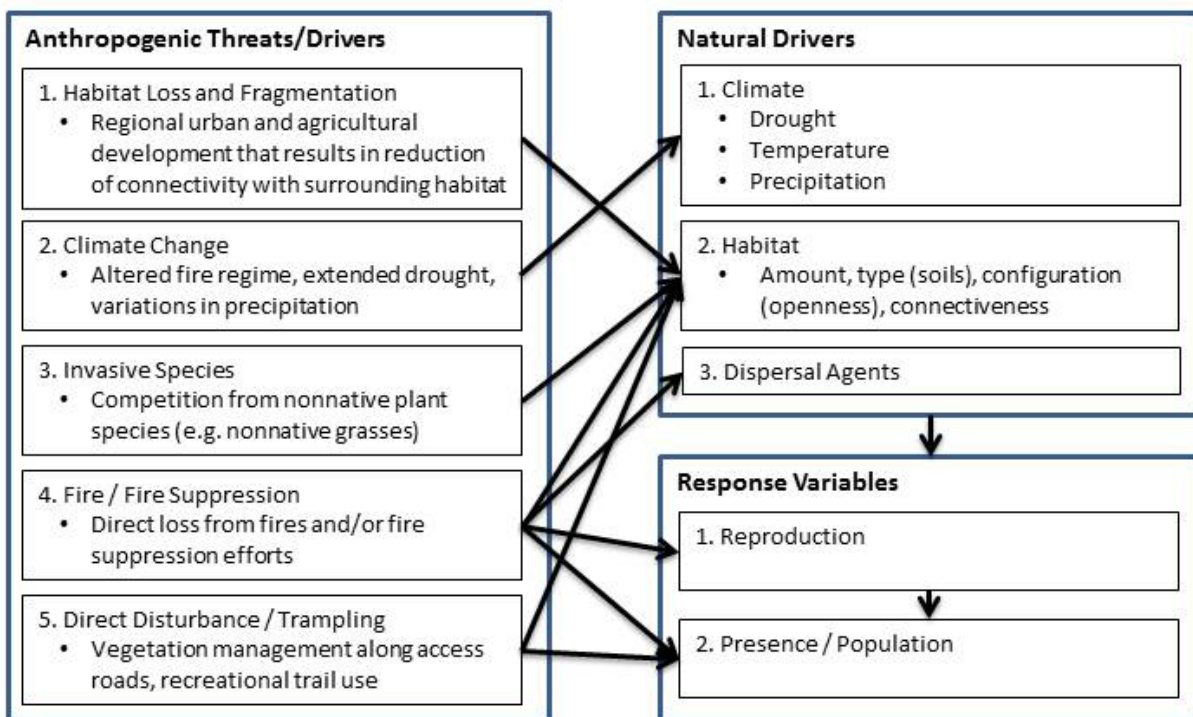 Anthropogenic Threats/Drivers
1. Habitat Loss and Fragmentation
• Regional urban and agricultural
development that results in reduction
of connectivity with surrounding habitat
2. Climate Change
• Altered fire regime, extended drought,
variations in precipitation
3. Invasive Species
• Competition from nonnative plant
species (e.g. nonnative grasses)
4. Fire / Fire Suppression
• Direct loss from fires and/or fire
suppression efforts
5. Direct Disturbance / Trampling
• Vegetation management along access
roads, recreational trail use
Natural Drivers
1. Climate
• Drought
• Temperature
• Precipitation
2. Habitat
• Amount, type (soils), configuration
(openness), connectiveness
3. Dispersal Agents
Response Variables
1. Reproduction
2. Presence / Population